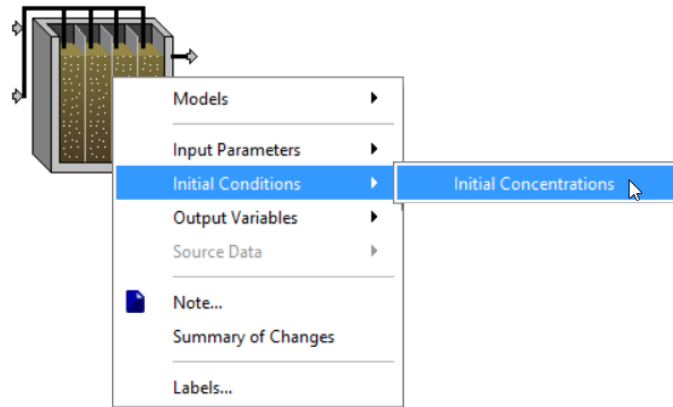 Models
Input Parameters
Initial Conditions
Initial Concentrations
Output Variables
Source Data
Note...
Summary of Changes
Labels...